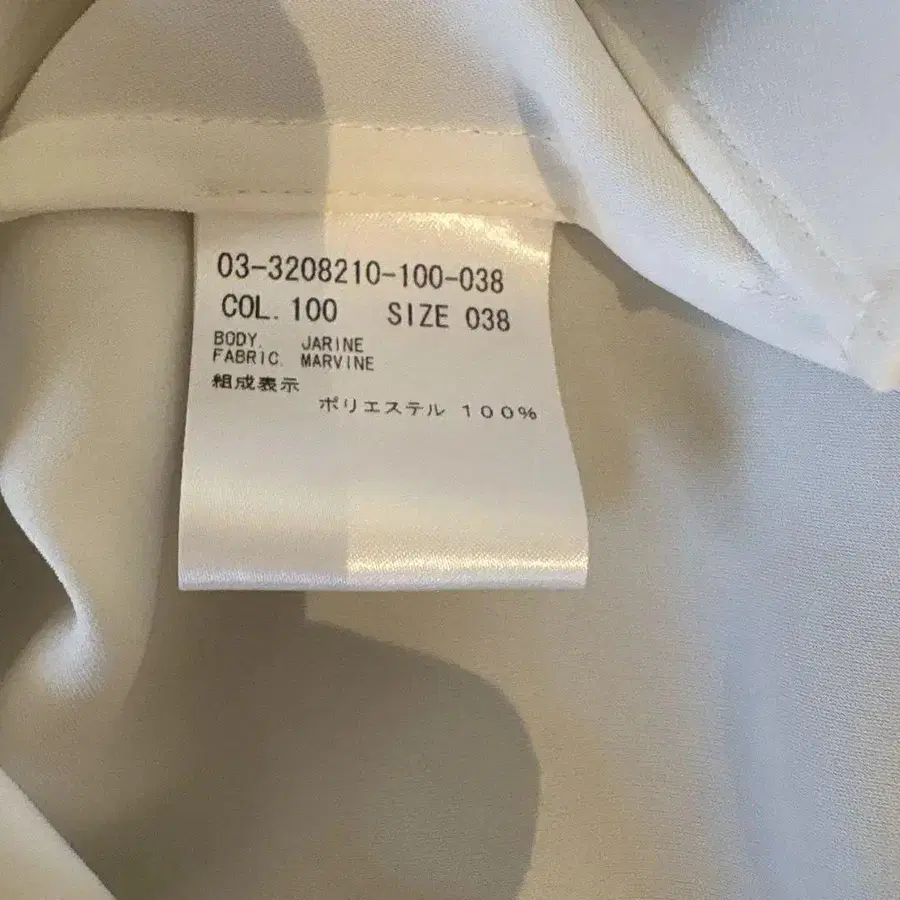 03-3208210-100-038
COL. 100 SIZE 038
BODY. JARINE
FABRIC. MARVINE
組成表示
ポリエステル 100%